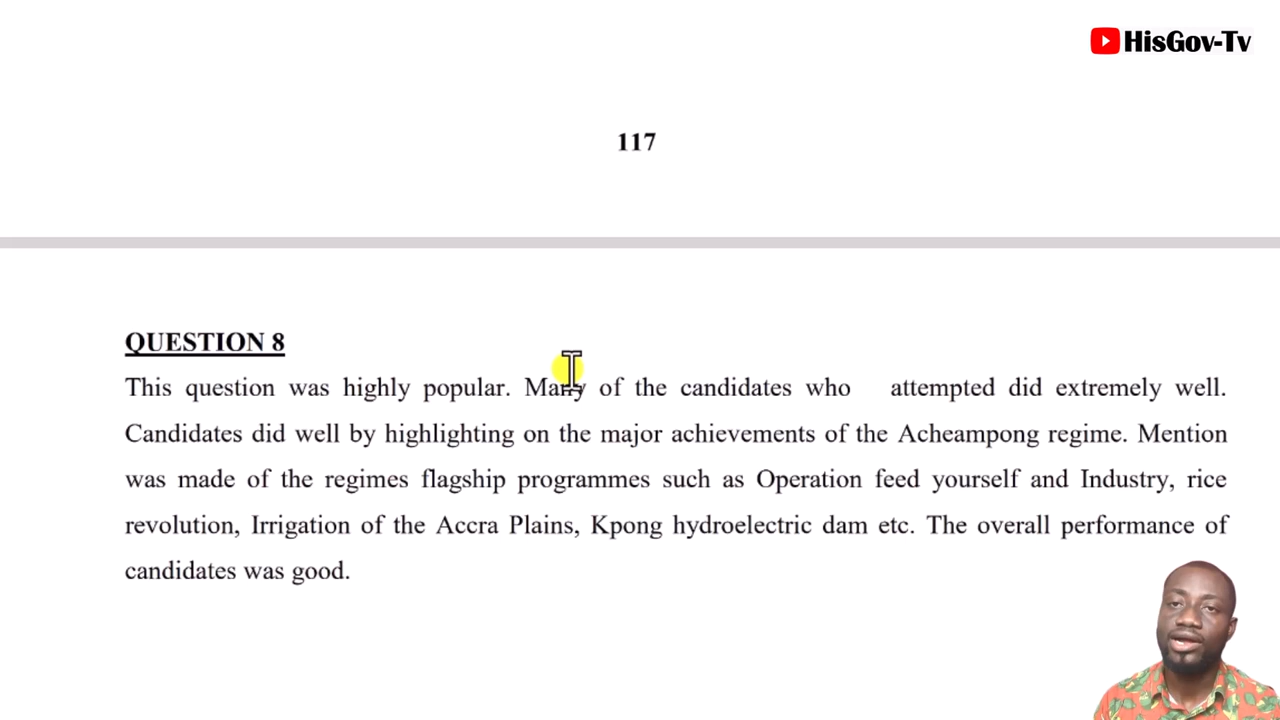 HisGov-Tv
117
QUESTION 8
This question was highly popular. Many of the candidates who attempted did extremely well.
Candidates did well by highlighting on the major achievements of the Acheampong regime. Mention
was made of the regimes flagship programmes such as Operation feed yourself and Industry, rice
revolution, Irrigation of the Accra Plains, Kpong hydroelectric dam etc. The overall performance of
candidates was good.